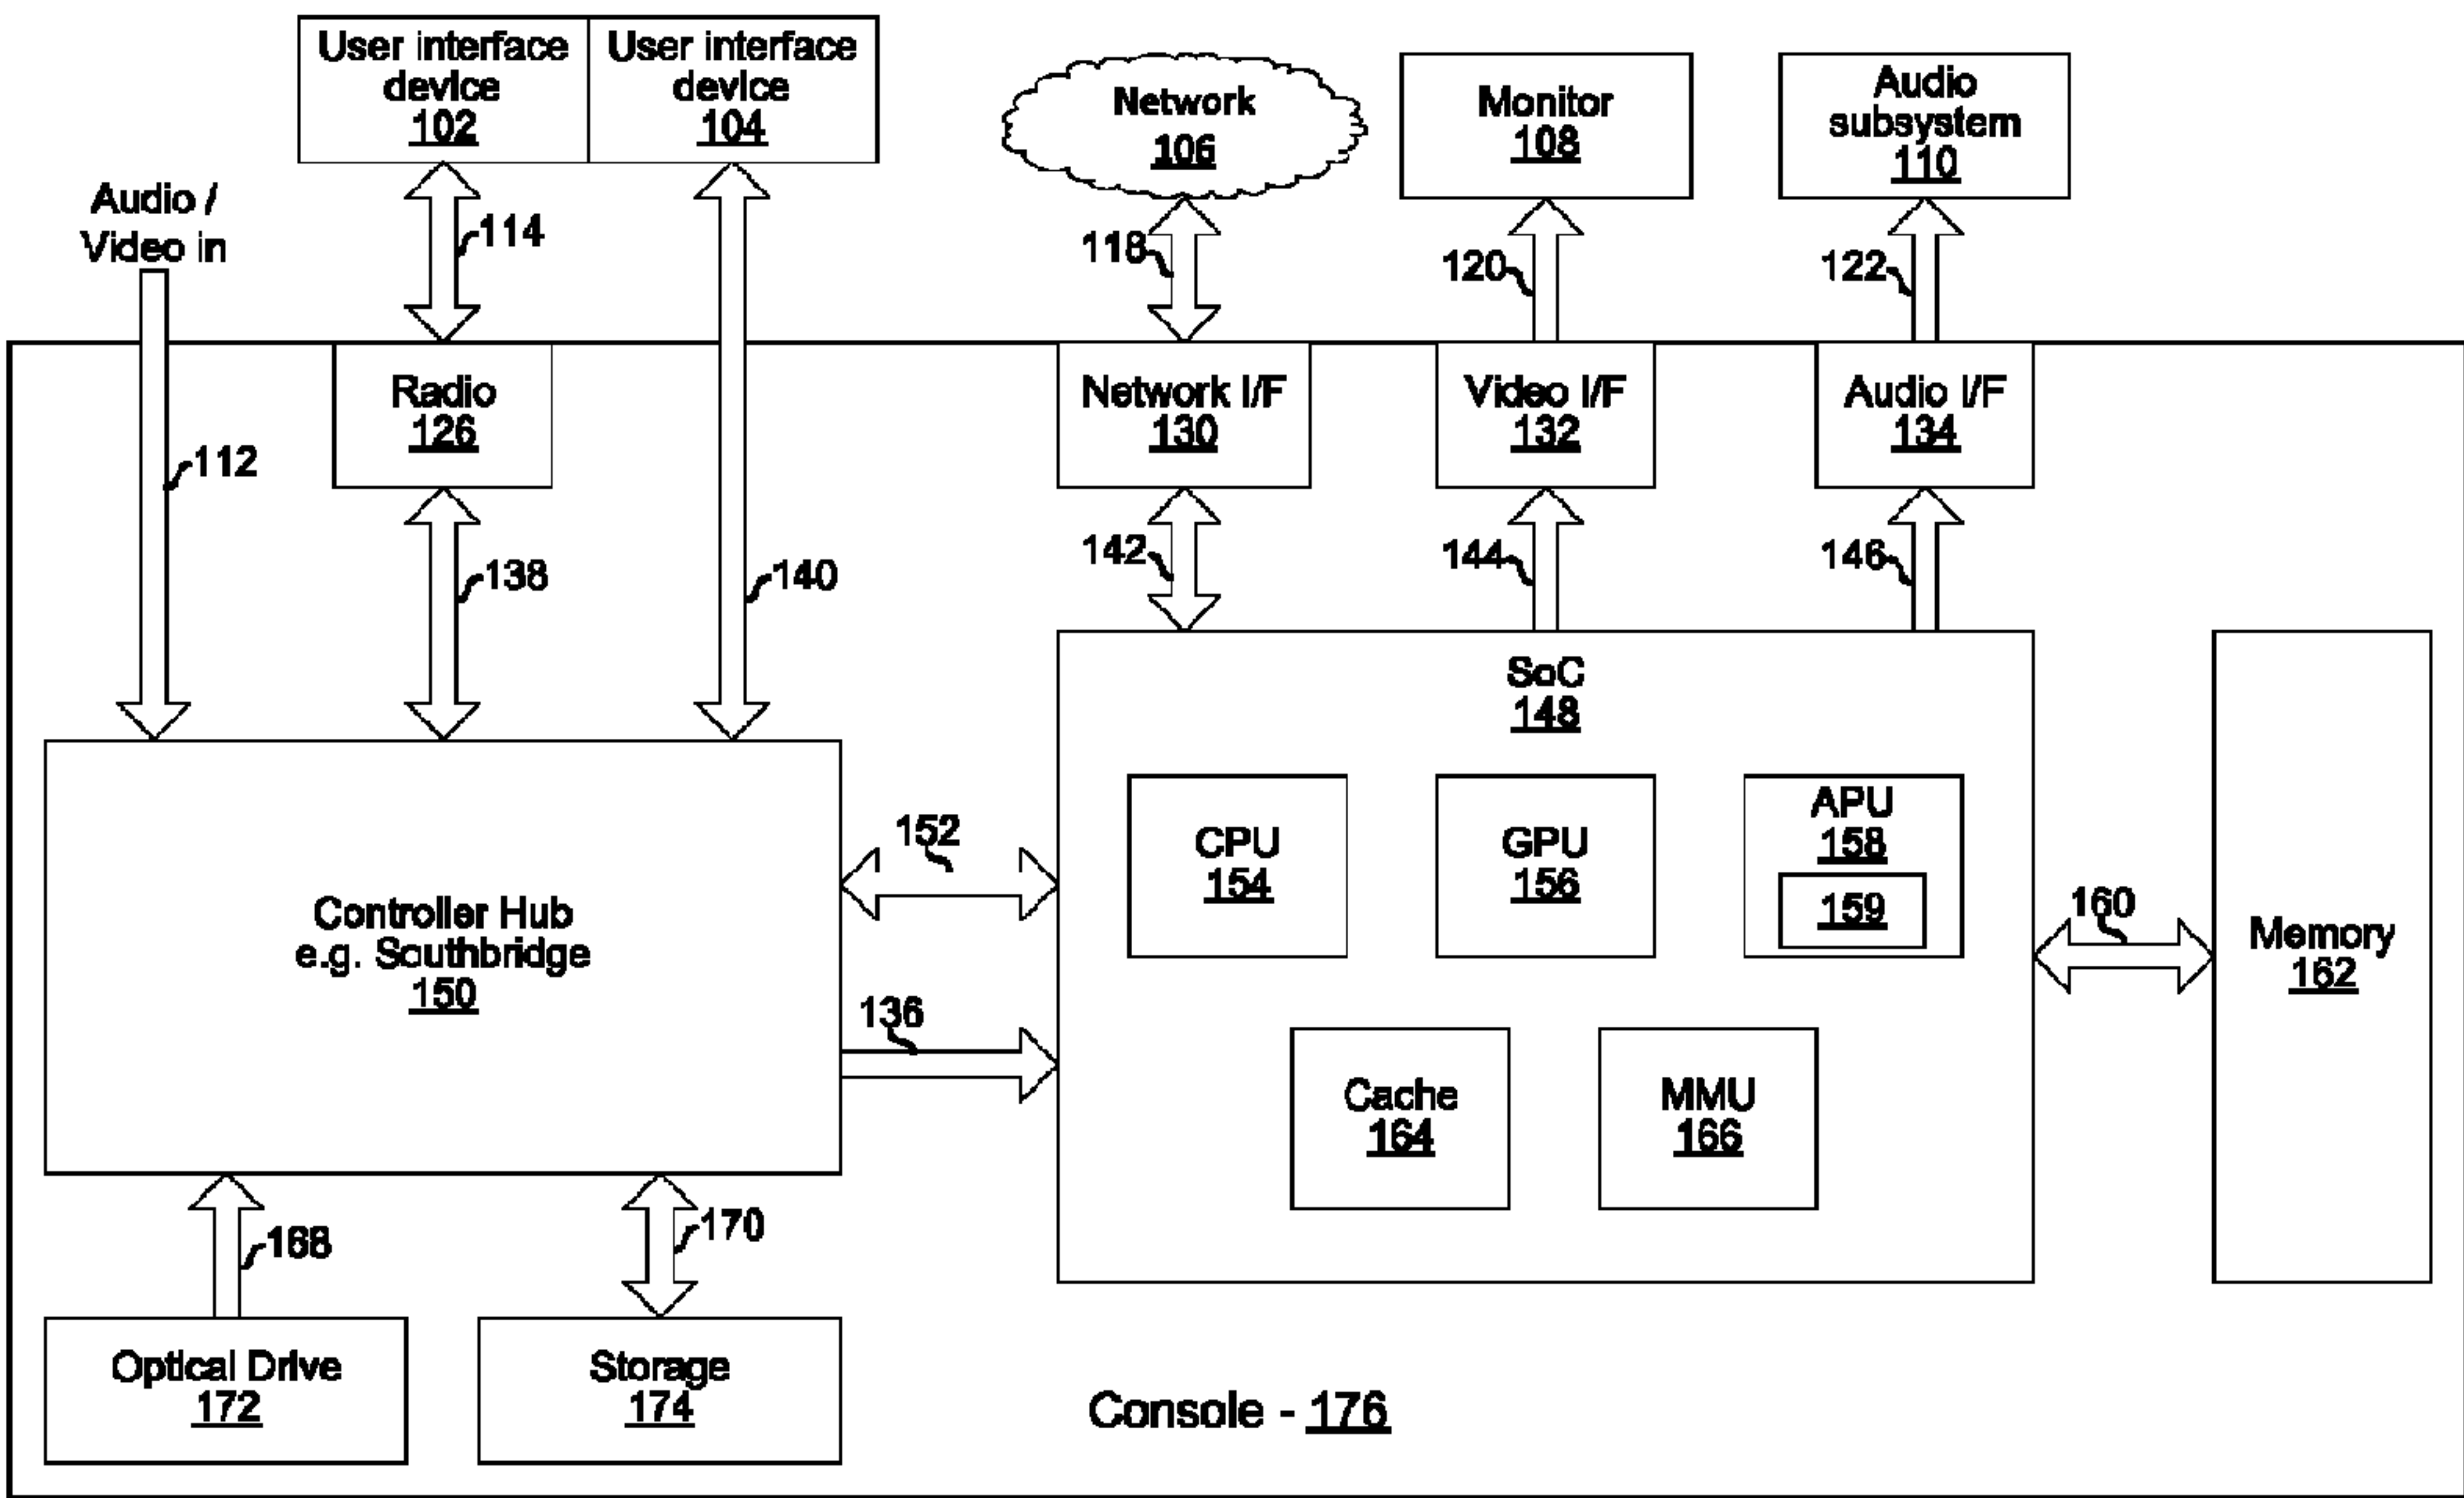 User interface
device
102
User interface
device
104
Network
106
Monitor
108
Audio
subsystem
110
Audio /
Video in
114
118
120
122
Radio
126
Network I/F
130
Video I/F
132
Audio I/F
134
112
138
140
142
144
146
SoC
148
CPU
154
GPU
156
APU
158
159
152
160
Controller Hub
e.g. Southbridge
150
Memory
162
136
Cache
164
MMU
166
168
170
Optical Drive
172
Storage
174
Console - 176